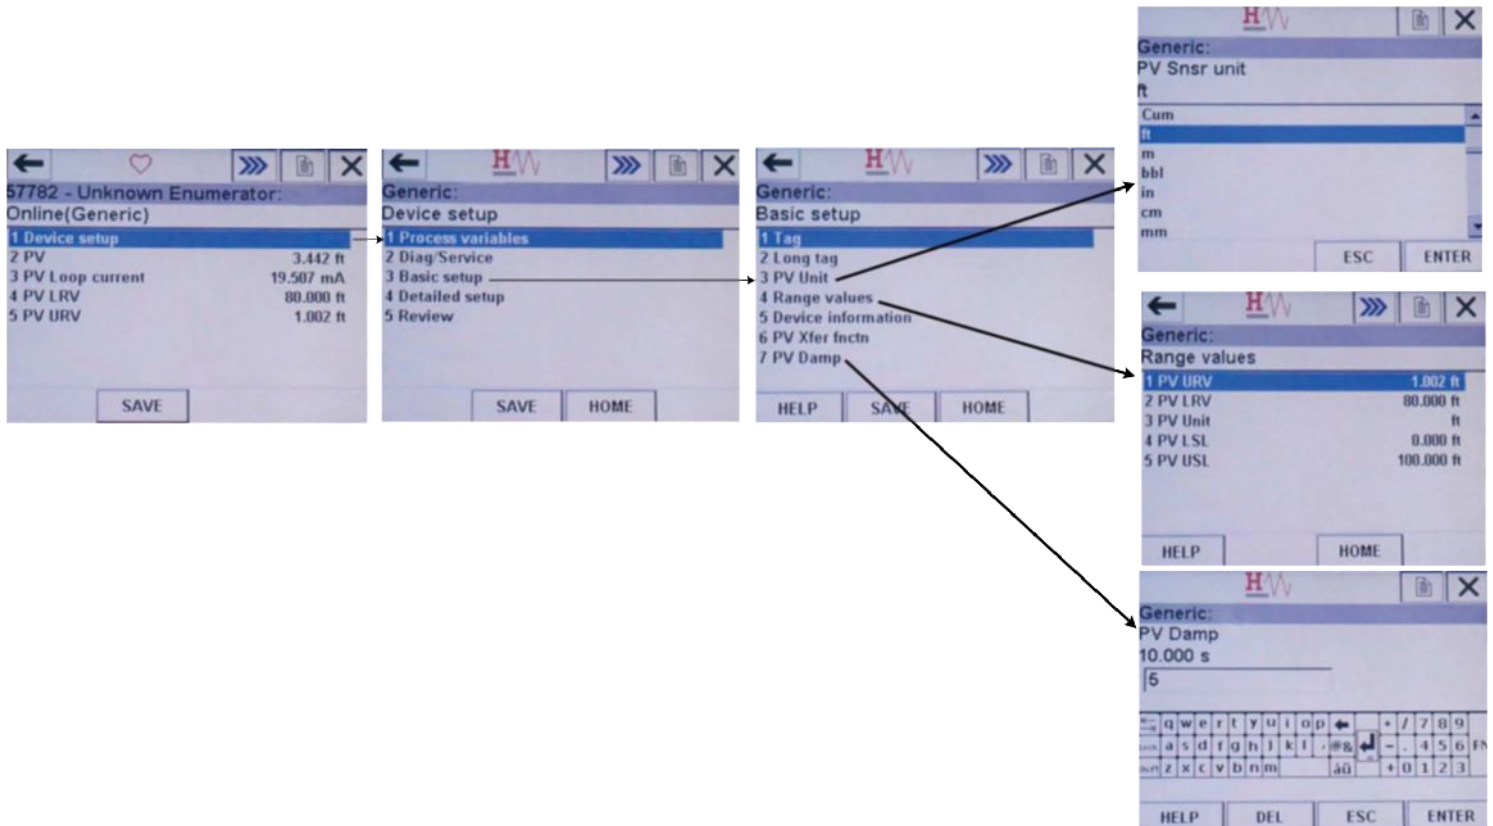 57782 - Unknown Enumerator:
Online(Generic)
1 Device setup
2 PV 3.442 ft
3 PV Loop current 19.507 mA
4 PV LRV 80.000 ft
5 PV URV 1.002 ft
SAVE
H
Generic:
Device setup
1 Process variables
2 Diag/Service
3 Basic setup
4 Detailed setup
5 Review
SAVE HOME
H
Generic:
Basic setup
1 Tag
2 Long tag
3 PV Unit
4 Range values
5 Device information
6 PV Xfer fnctn
7 PV Damp
HELP SAVE HOME
H
Generic:
PV Snsr unit
ft
Cum
ft
m
bbl
in
cm
mm
ESC ENTER
H
Generic:
Range values
1 PV URV 1.002 ft
2 PV LRV 80.000 ft
3 PV Unit ft
4 PV LSL 0.000 ft
5 PV USL 100.000 ft
HELP HOME
H
Generic:
PV Damp
10.000 s
5
q w e r t y u i o p / 7 8 9
a s d f g h j k l @& - . 4 5 6 FN
z x c v b n m áü + 0 1 2 3
HELP DEL ESC ENTER